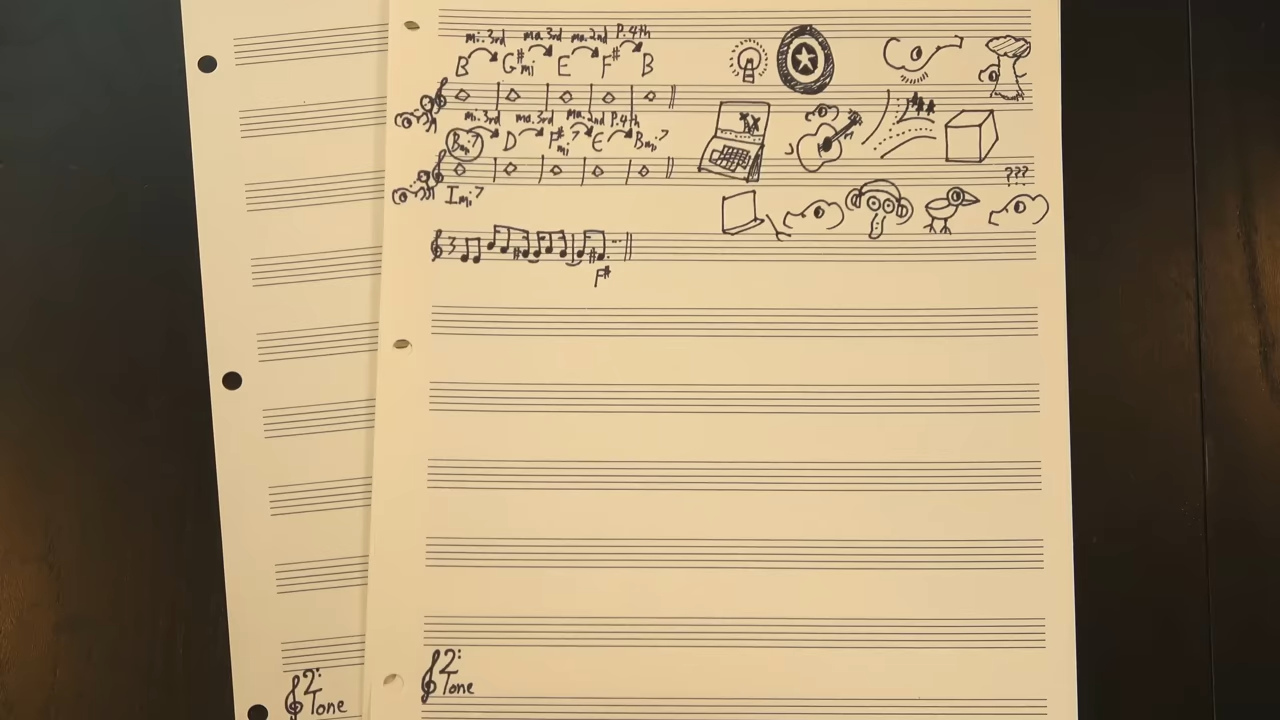 mi. 3rd ma. 3rd ma. 2nd P. 4th
B G#mi E F# B
mi. 3rd ma. 3rd ma. 2nd P. 4th
Bmi7 D F#mi7 E Bmi7
Imi7
???
3
F#
2:
Tone
2:
Tone